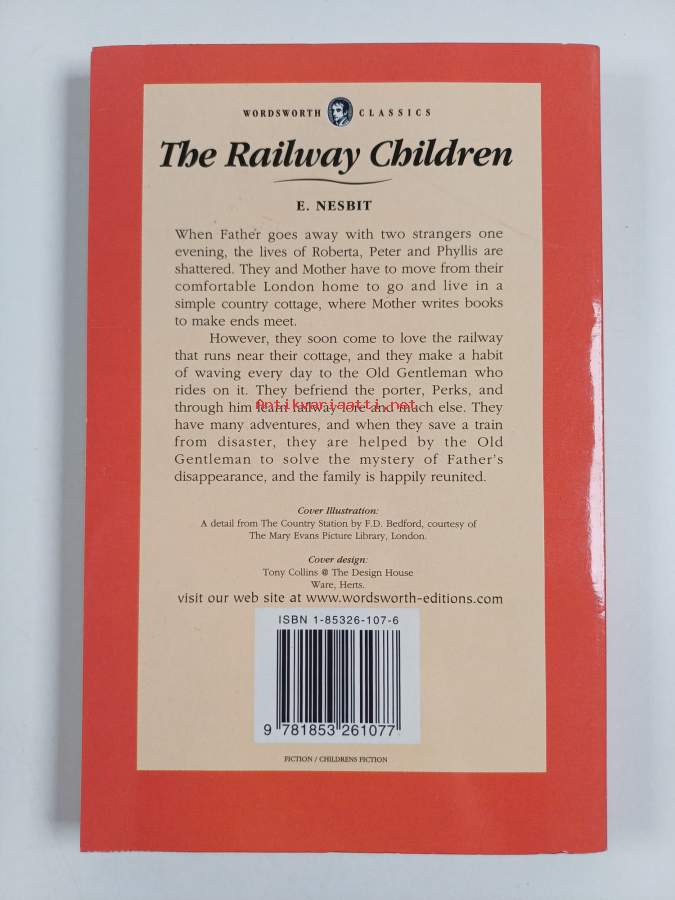 WORDSWORTH CLASSICS
The Railway Children
E. NESBIT
When Father goes away with two strangers one
evening, the lives of Roberta, Peter and Phyllis are
shattered. They and Mother have to move from their
comfortable London home to go and live in a
simple country cottage, where Mother writes books
to make ends meet.
However, they soon come to love the railway
that runs near their cottage, and they make a habit
of waving every day to the Old Gentleman who
rides on it. They befriend the porter, Perks, and
Antikvariaatti.net
through him learn railway lore and much else. They
have many adventures, and when they save a train
from disaster, they are helped by the Old
Gentleman to solve the mystery of Father's
disappearance, and the family is happily reunited.
Cover Illustration:
A detail from The Country Station by F.D. Bedford, courtesy of
The Mary Evans Picture Library, London.
Cover design:
Tony Collins @ The Design House
Ware, Herts.
visit our web site at www.wordsworth-editions.com
ISBN 1-85326-107-6
9 781853 261077
FICTION / CHILDRENS FICTION